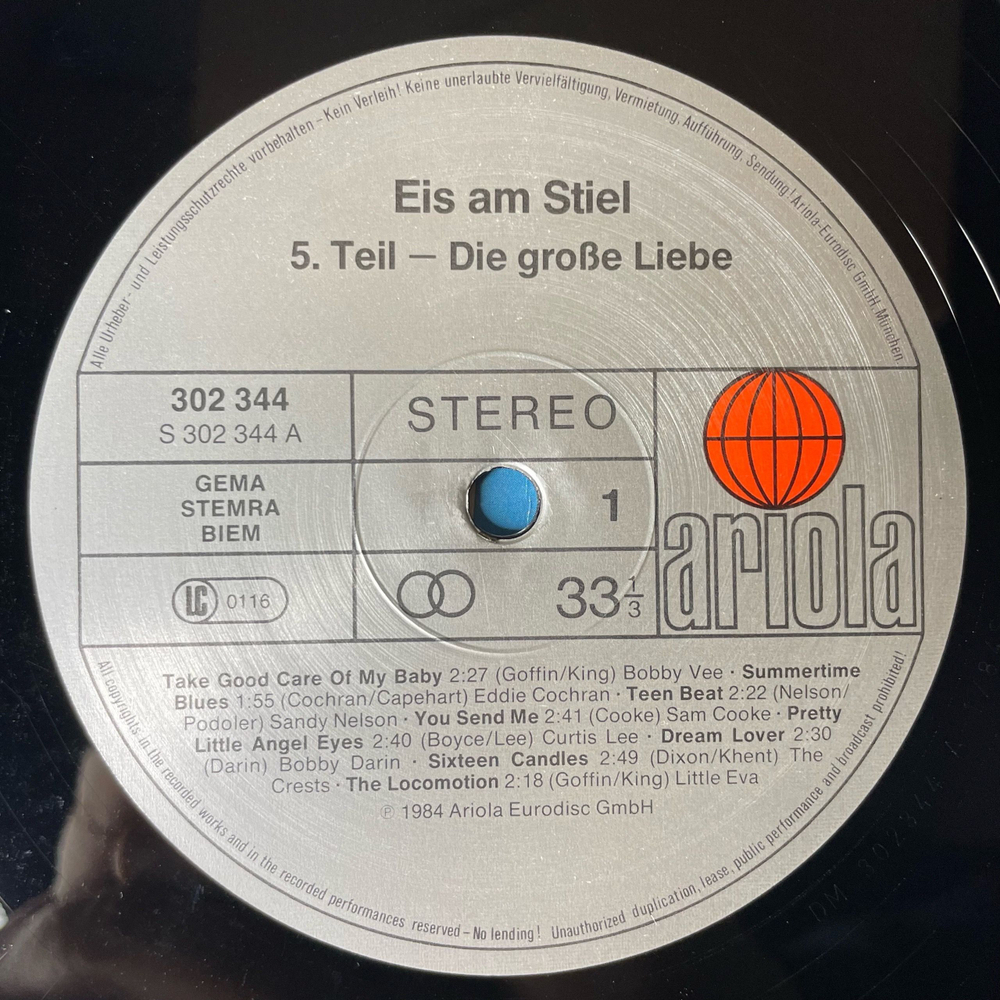 Alle Urheber- und Leistungsschutzrechte vorbehalten – Kein Verleih! Keine unerlaubte Vervielfältigung, Vermietung, Aufführung, Sendung! Ariola-Eurodisc GmbH, München.
Eis am Stiel
5. Teil – Die große Liebe
302 344
S 302 344 A
STEREO
GEMA
STEMRA
BIEM
1
LC 0116
33 1/3
ariola
Take Good Care Of My Baby 2:27 (Goffin/King) Bobby Vee · Summertime
Blues 1:55 (Cochran/Capehart) Eddie Cochran · Teen Beat 2:22 (Nelson/
Podoler) Sandy Nelson · You Send Me 2:41 (Cooke) Sam Cooke · Pretty
Little Angel Eyes 2:40 (Boyce/Lee) Curtis Lee · Dream Lover 2:30
(Darin) Bobby Darin · Sixteen Candles 2:49 (Dixon/Khent) The
Crests · The Locomotion 2:18 (Goffin/King) Little Eva
℗ 1984 Ariola Eurodisc GmbH
All copyrights in the recorded works and in the recorded performances reserved – No lending! Unauthorized duplication, lease, public performance and broadcast prohibited!
DM 302344